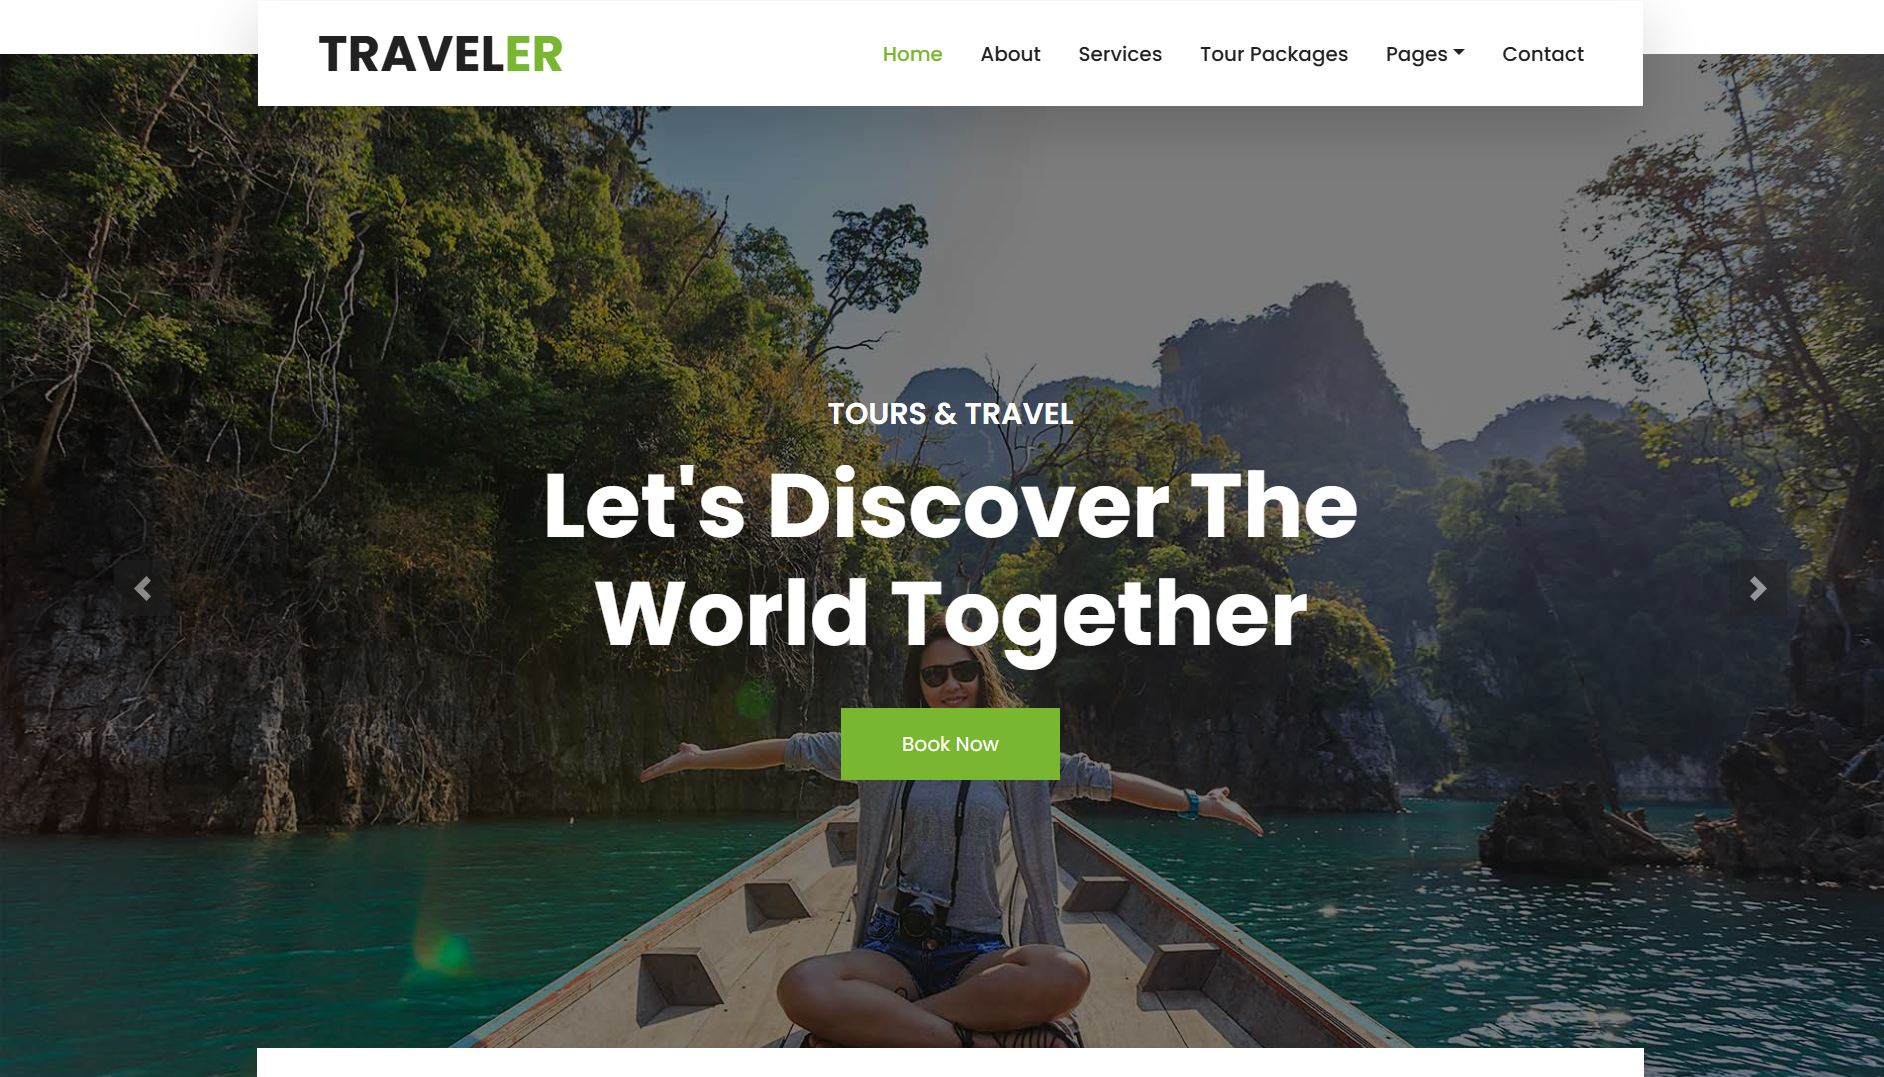 TRAVELER
Home About Services Tour Packages Pages Contact
TOURS & TRAVEL
Let's Discover The
World Together
Book Now